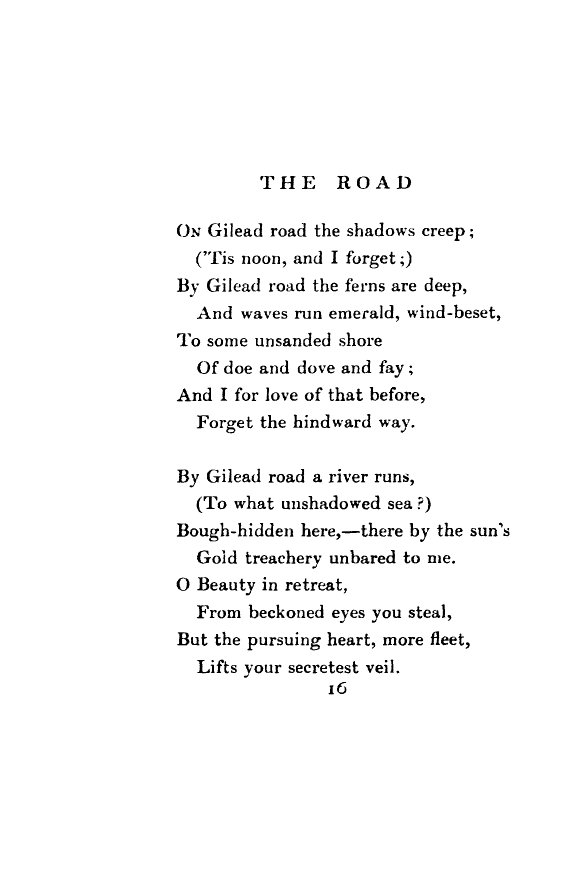 THE ROAD
ON Gilead road the shadows creep;
('Tis noon, and I forget;)
By Gilead road the ferns are deep,
And waves run emerald, wind-beset,
To some unsanded shore
Of doe and dove and fay;
And I for love of that before,
Forget the hindward way.
By Gilead road a river runs,
(To what unshadowed sea?)
Bough-hidden here,—there by the sun's
Gold treachery unbared to me.
O Beauty in retreat,
From beckoned eyes you steal,
But the pursuing heart, more fleet,
Lifts your secretest veil.
16